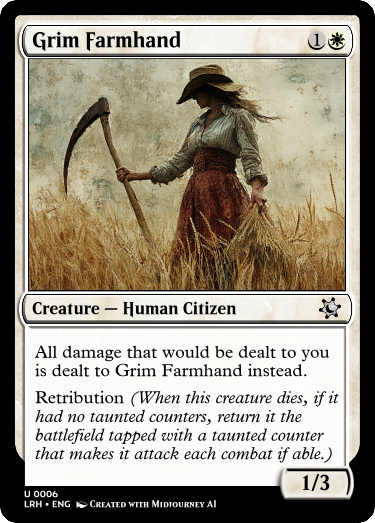 Grim Farmhand 1
Creature — Human Citizen
All damage that would be dealt to you
is dealt to Grim Farmhand instead.
Retribution (When this creature dies, if it
had no taunted counters, return it to the
battlefield tapped with a taunted counter
that makes it attack each combat if able.)
1/3
U 0006
LRH • ENG Created with Midjourney AI